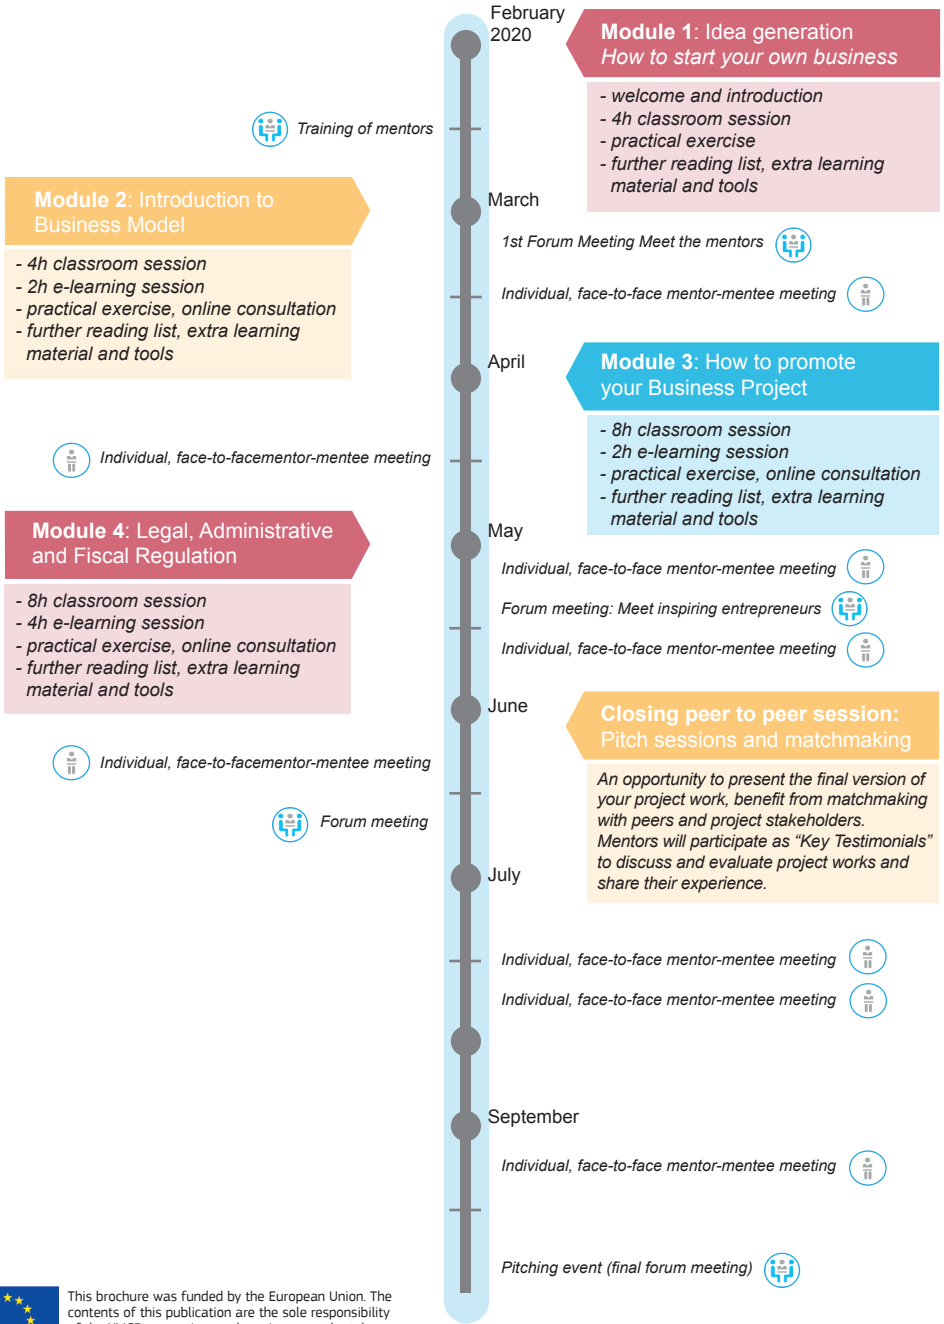 February
2020
Module 1: Idea generation
How to start your own business
- welcome and introduction
- 4h classroom session
- practical exercise
- further reading list, extra learning
material and tools
Training of mentors
Module 2: Introduction to
Business Model
- 4h classroom session
- 2h e-learning session
- practical exercise, online consultation
- further reading list, extra learning
material and tools
March
1st Forum Meeting Meet the mentors
Individual, face-to-face mentor-mentee meeting
April
Module 3: How to promote
your Business Project
- 8h classroom session
- 2h e-learning session
- practical exercise, online consultation
- further reading list, extra learning
material and tools
Individual, face-to-facementor-mentee meeting
Module 4: Legal, Administrative
and Fiscal Regulation
- 8h classroom session
- 4h e-learning session
- practical exercise, online consultation
- further reading list, extra learning
material and tools
May
Individual, face-to-face mentor-mentee meeting
Forum meeting: Meet inspiring entrepreneurs
Individual, face-to-face mentor-mentee meeting
June
Closing peer to peer session:
Pitch sessions and matchmaking
An opportunity to present the final version of
your project work, benefit from matchmaking
with peers and project stakeholders.
Mentors will participate as “Key Testimonials”
to discuss and evaluate project works and
share their experience.
Individual, face-to-facementor-mentee meeting
Forum meeting
July
Individual, face-to-face mentor-mentee meeting
Individual, face-to-face mentor-mentee meeting
September
Individual, face-to-face mentor-mentee meeting
Pitching event (final forum meeting)
This brochure was funded by the European Union. The
contents of this publication are the sole responsibility